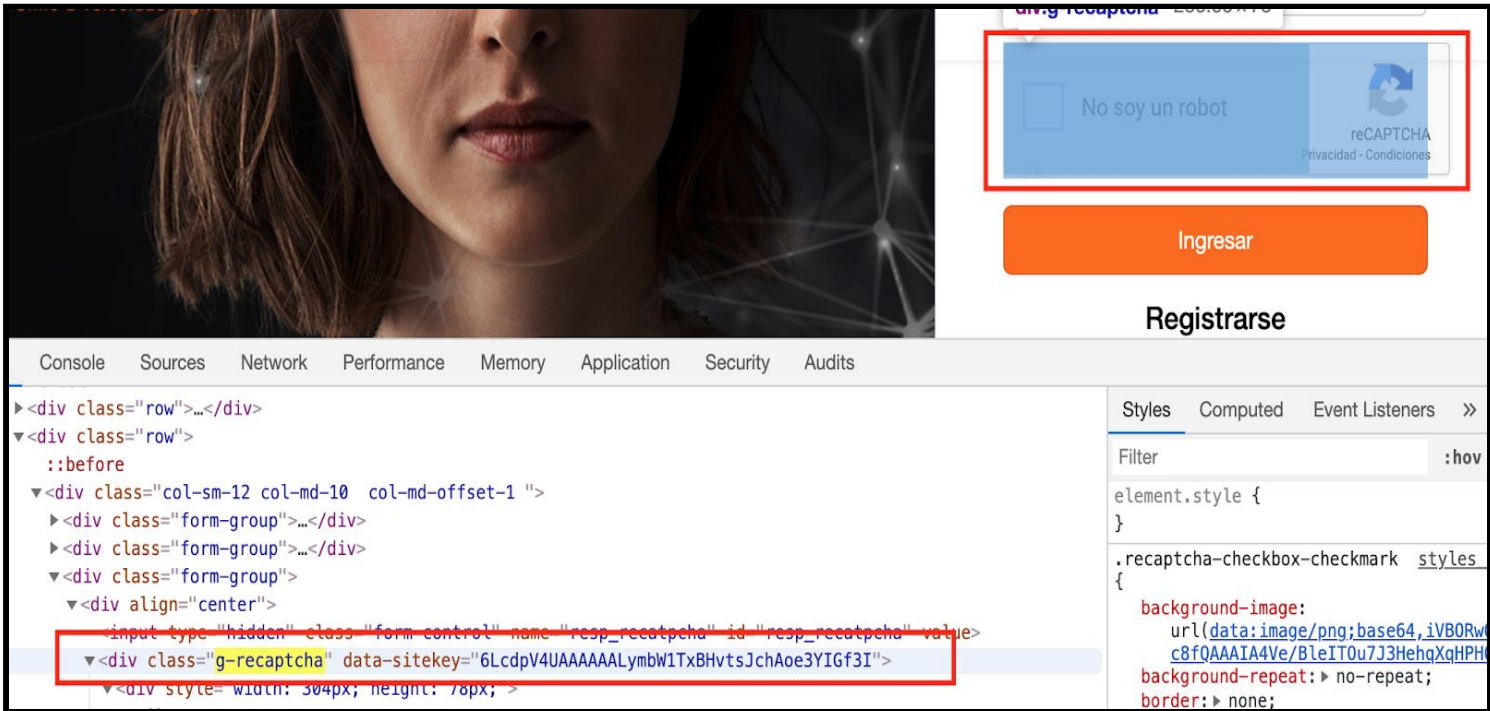 div.g-recaptcha
No soy un robot
reCAPTCHA
Privacidad - Condiciones
Ingresar
Registrarse
Console Sources Network Performance Memory Application Security Audits
▶<div class="row">…</div>
▼<div class="row">
::before
▼<div class="col-sm-12 col-md-10 col-md-offset-1 ">
▶<div class="form-group">…</div>
▶<div class="form-group">…</div>
▼<div class="form-group">
▼<div align="center">
<input type="hidden" class="form-control" name="resp_recatpcha" id="resp_recatpcha" value>
▼<div class="g-recaptcha" data-sitekey="6LcdpV4UAAAAAALymbW1TxBHvtsJchAoe3YIGf3I">
▼<div style="width: 304px; height: 78px;">
Styles Computed Event Listeners »
Filter :hov
element.style {
}
.recaptcha-checkbox-checkmark styles_
{
background-image:
url(data:image/png;base64,iVBORw
c8fQAAAIA4Ve/BleITOu7J3HehqXqHPH
background-repeat: ▶ no-repeat;
border: ▶ none;